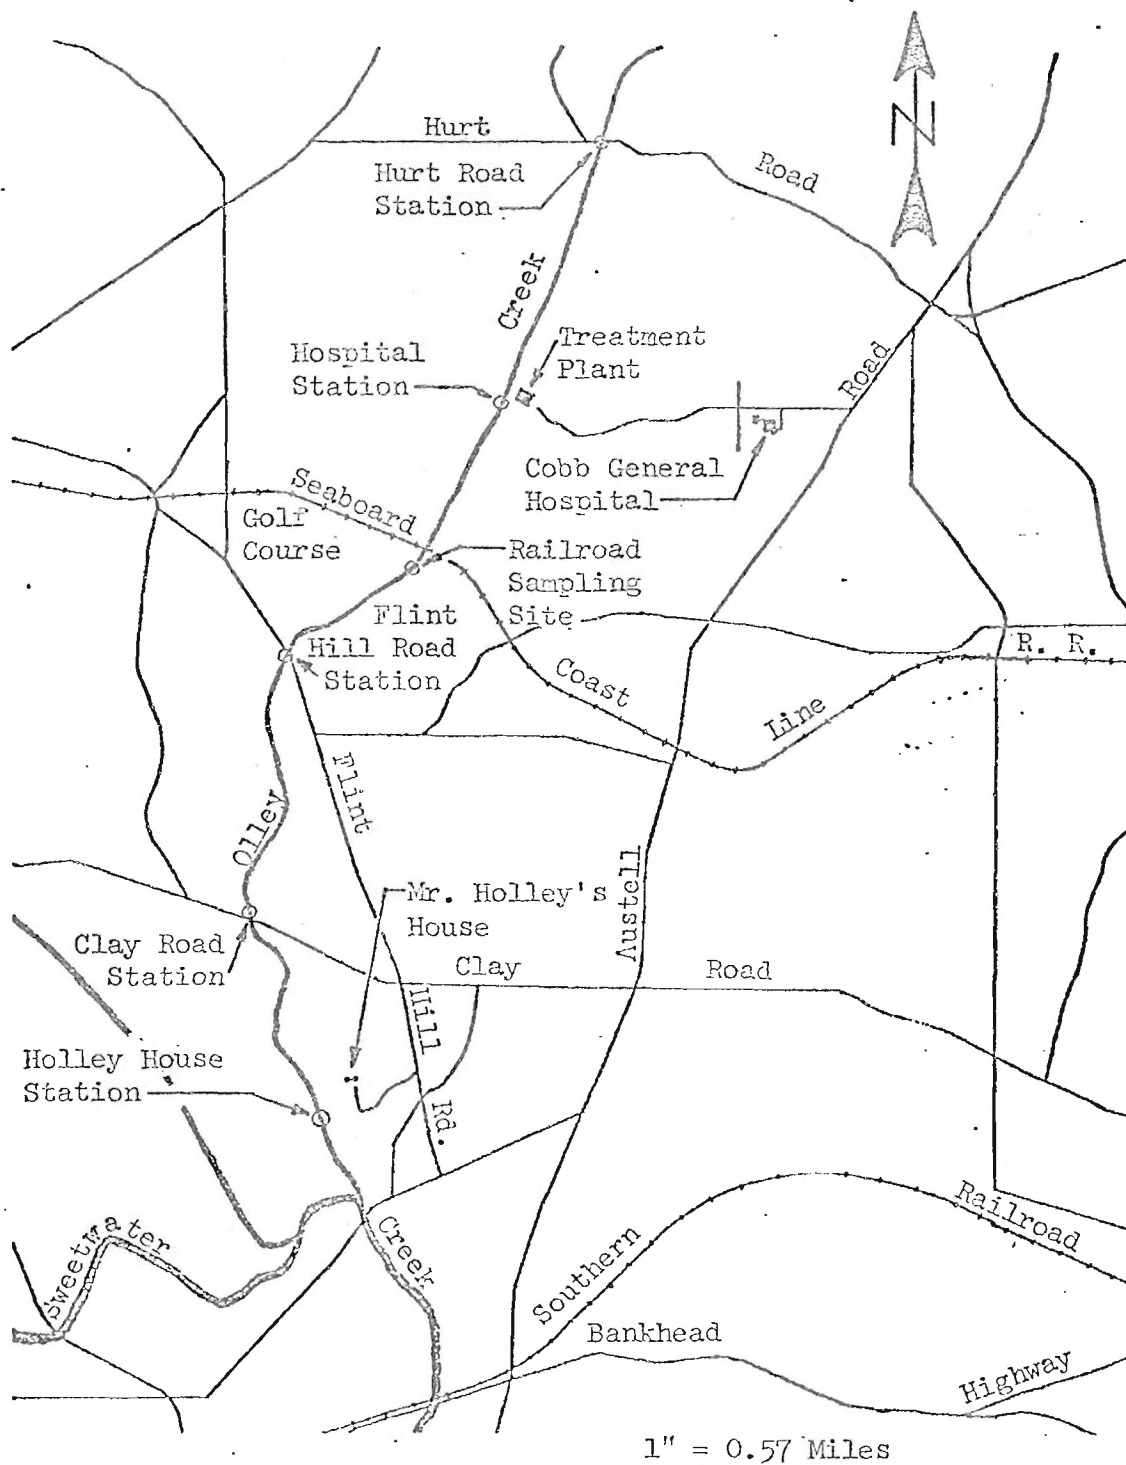 N
Hurt
Road
Hurt Road
Station
Creek
Treatment
Plant
Hospital
Station
Road
Cobb General
Hospital
Seaboard
Golf
Course
Railroad
Sampling
Site
Flint
Hill Road
Station
R. R.
Coast
Line
Flint
Olley
Mr. Holley's
House
Austell
Clay Road
Station
Clay
Road
Hill
Holley House
Station
Rd.
Sweetwater
Creek
Railroad
Southern
Bankhead
Highway
1" = 0.57 Miles